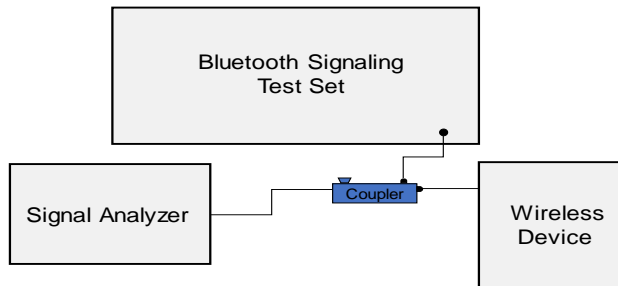 Bluetooth Signaling
Test Set
Signal Analyzer
Coupler
Wireless
Device